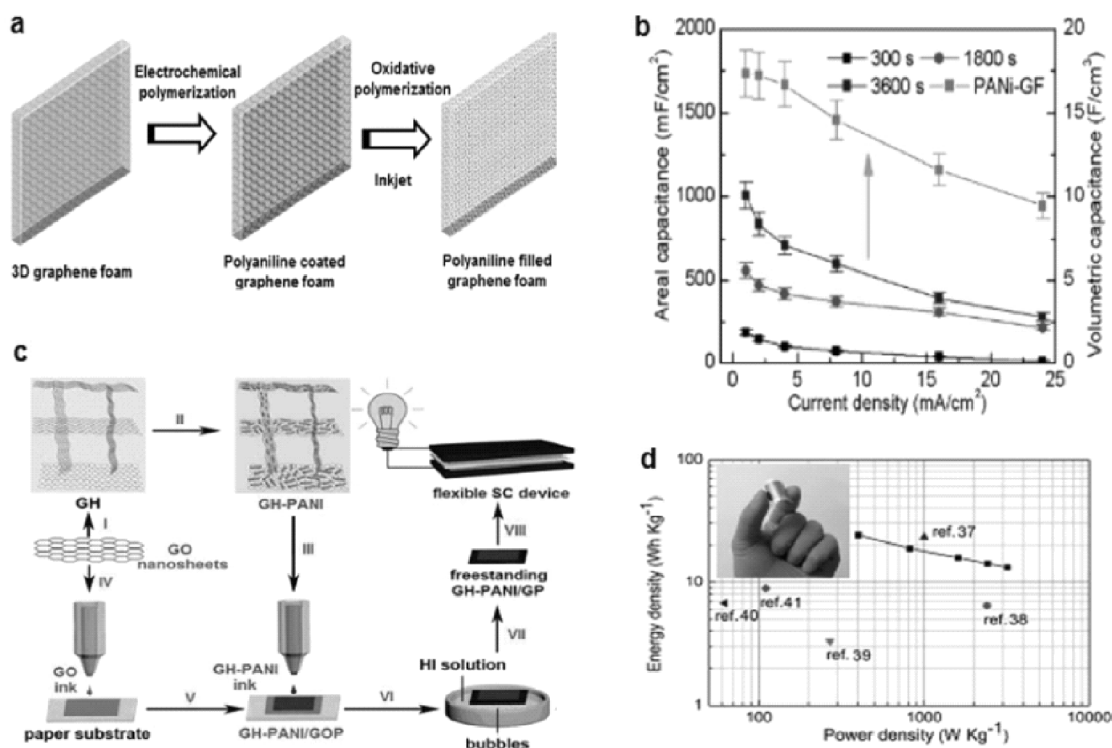 a
Electrochemical
polymerization
Oxidative
polymerization
Inkjet
3D graphene foam
Polyaniline coated
graphene foam
Polyaniline filled
graphene foam
b
2000
1500
1000
500
0
Areal capacitance (mF/cm²)
300 s
1800 s
3600 s
PANi-GF
20
15
10
5
0
Volumetric capacitance (F/cm³)
0 5 10 15 20 25
Current density (mA/cm²)
c
II
GH
GH-PANI
I
GO
nanosheets
IV
III
GO
ink
GH-PANI
ink
V
VI
paper substrate
GH-PANI/GOP
flexible SC device
VIII
freestanding
GH-PANI/GP
VII
HI solution
bubbles
d
100
10
1
Energy density (Wh Kg⁻¹)
ref.37
ref.41
ref.40
ref.38
ref.39
100 1000 10000
Power density (W Kg⁻¹)